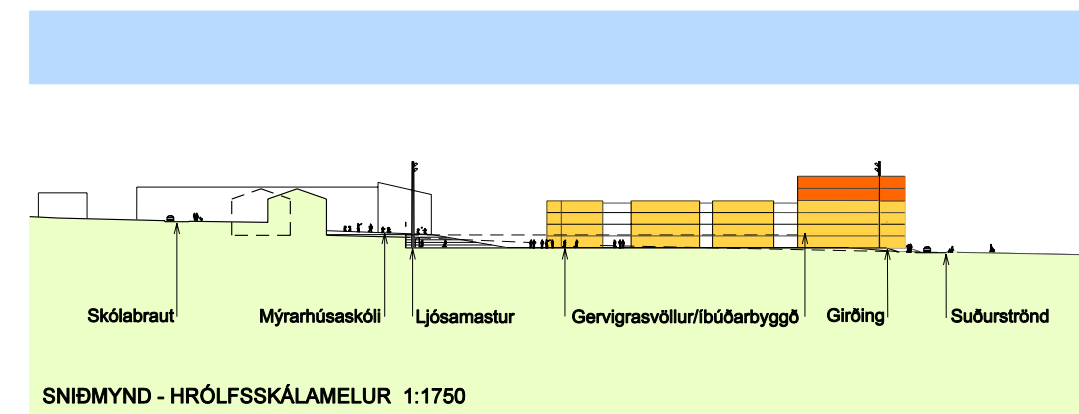 Skólabraut
Mýrarhúsaskóli
Ljósamastur
Gervigrasvöllur/íbúðarbyggð
Girðing
Suðurströnd
SNIÐMYND - HRÓLFSSKÁLAMELUR 1:1750